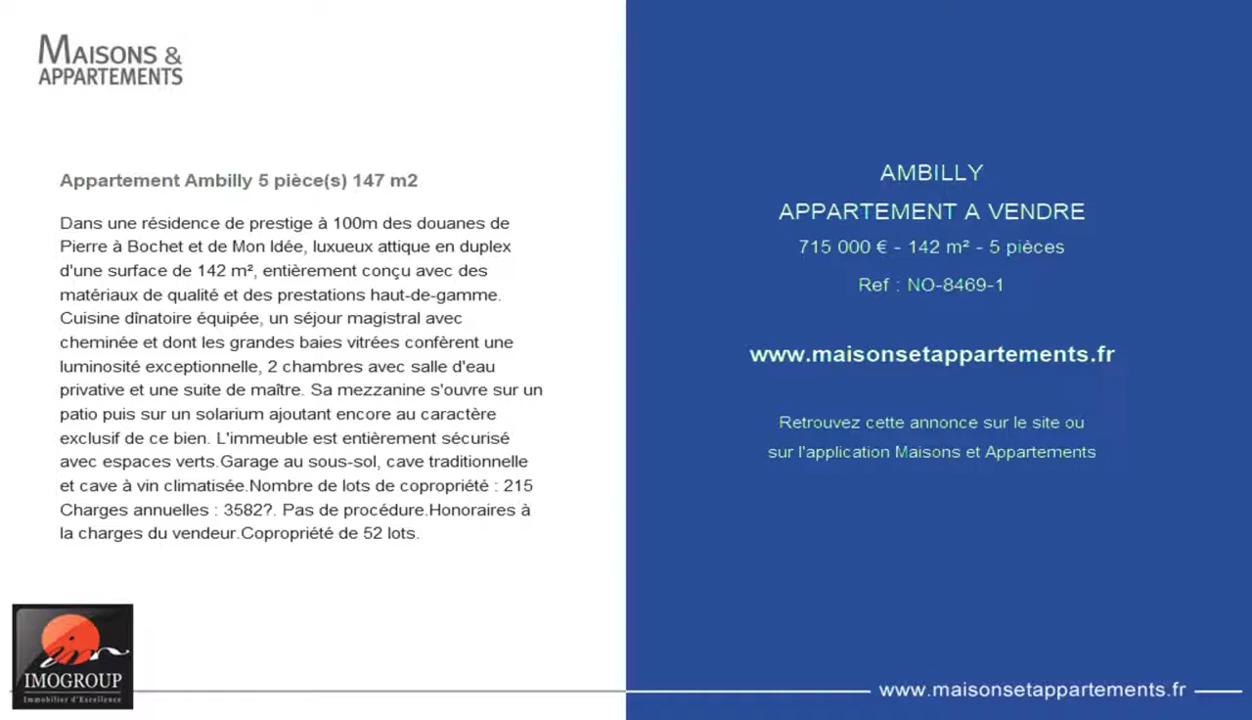 MAISONS &
APPARTEMENTS
Appartement Ambilly 5 pièce(s) 147 m2
Dans une résidence de prestige à 100m des douanes de
Pierre à Bochet et de Mon Idée, luxueux attique en duplex
d'une surface de 142 m², entièrement conçu avec des
matériaux de qualité et des prestations haut-de-gamme.
Cuisine dînatoire équipée, un séjour magistral avec
cheminée et dont les grandes baies vitrées confèrent une
luminosité exceptionnelle, 2 chambres avec salle d'eau
privative et une suite de maître. Sa mezzanine s'ouvre sur un
patio puis sur un solarium ajoutant encore au caractère
exclusif de ce bien. L'immeuble est entièrement sécurisé
avec espaces verts.Garage au sous-sol, cave traditionnelle
et cave à vin climatisée.Nombre de lots de copropriété : 215
Charges annuelles : 3582?. Pas de procédure.Honoraires à
la charges du vendeur.Copropriété de 52 lots.
IMOGROUP
Immobilier d'Excellence
AMBILLY
APPARTEMENT A VENDRE
715 000 € - 142 m² - 5 pièces
Ref : NO-8469-1
www.maisonsetappartements.fr
Retrouvez cette annonce sur le site ou
sur l'application Maisons et Appartements
www.maisonsetappartements.fr